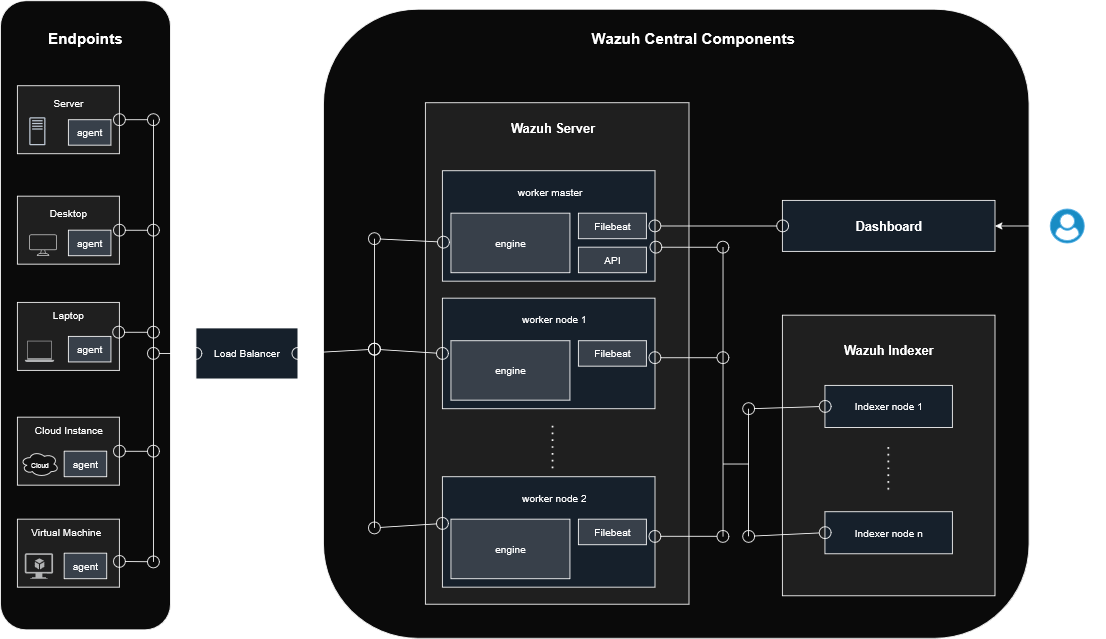 Endpoints
Server
agent
Desktop
agent
Laptop
agent
Cloud Instance
Cloud
agent
Virtual Machine
agent
Load Balancer
Wazuh Central Components
Wazuh Server
worker master
engine
Filebeat
API
worker node 1
engine
Filebeat
worker node 2
engine
Filebeat
Dashboard
Wazuh Indexer
Indexer node 1
Indexer node n